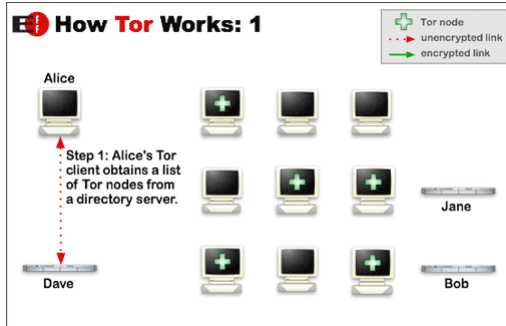 EFF How Tor Works: 1
Tor node
unencrypted link
encrypted link
Alice
Step 1: Alice's Tor
client obtains a list
of Tor nodes from
a directory server.
Jane
Dave
Bob